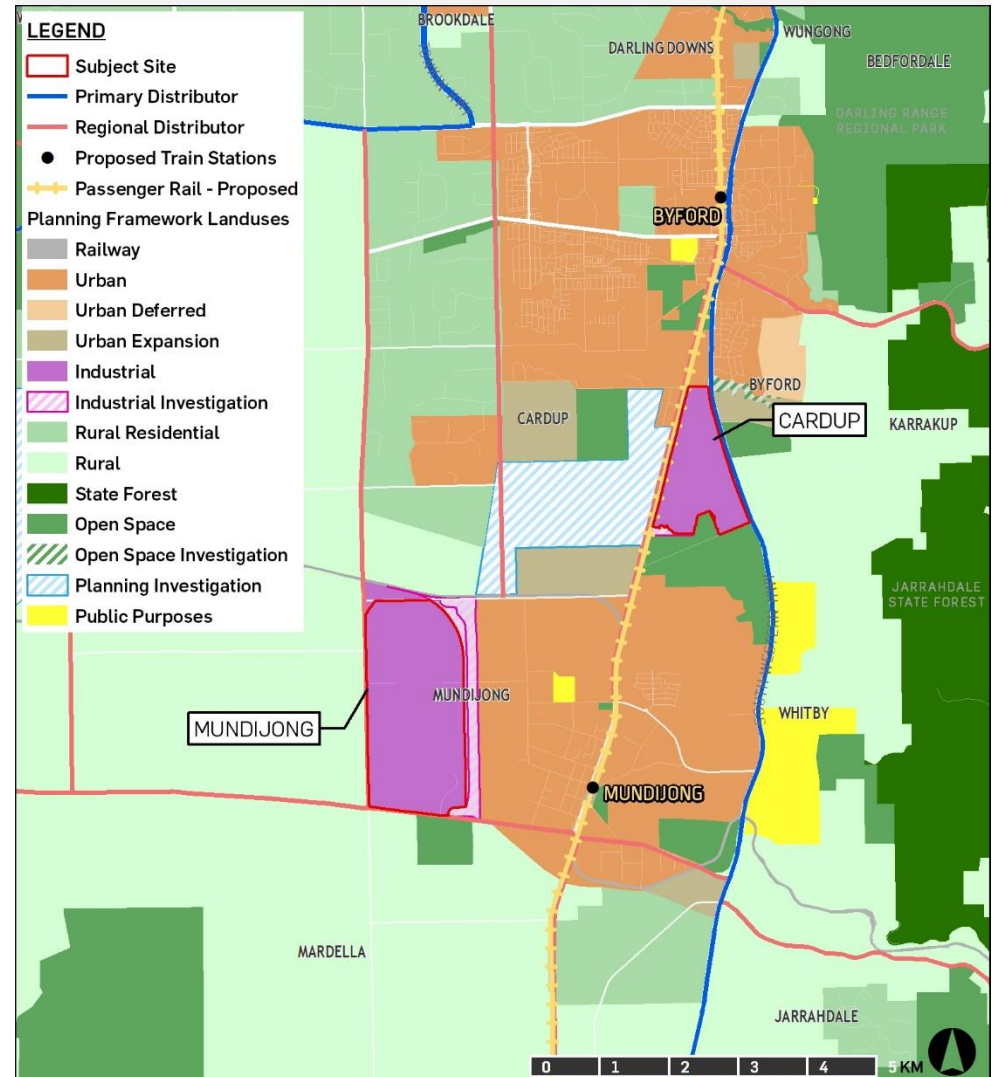 BROOKDALE
WUNGONG
LEGEND
DARLING DOWNS
BEDFORDALE
Subject Site
Primary Distributor
DARLING RANGE
REGIONAL PARK
Regional Distributor
Proposed Train Stations
Passenger Rail - Proposed
BYFORD
Planning Framework Landuses
Railway
Urban
Urban Deferred
Urban Expansion
Industrial
BYFORD
Industrial Investigation
CARDUP
CARDUP
KARRAKUP
Rural Residential
Rural
State Forest
Open Space
Open Space Investigation
Planning Investigation
JARRAHDALE
STATE FOREST
Public Purposes
SOUTH WESTERN HWY
MUNDIJONG
WHITBY
MUNDIJONG
MUNDIJONG
MARDELLA
JARRAHDALE
0 1 2 3 4 5 KM